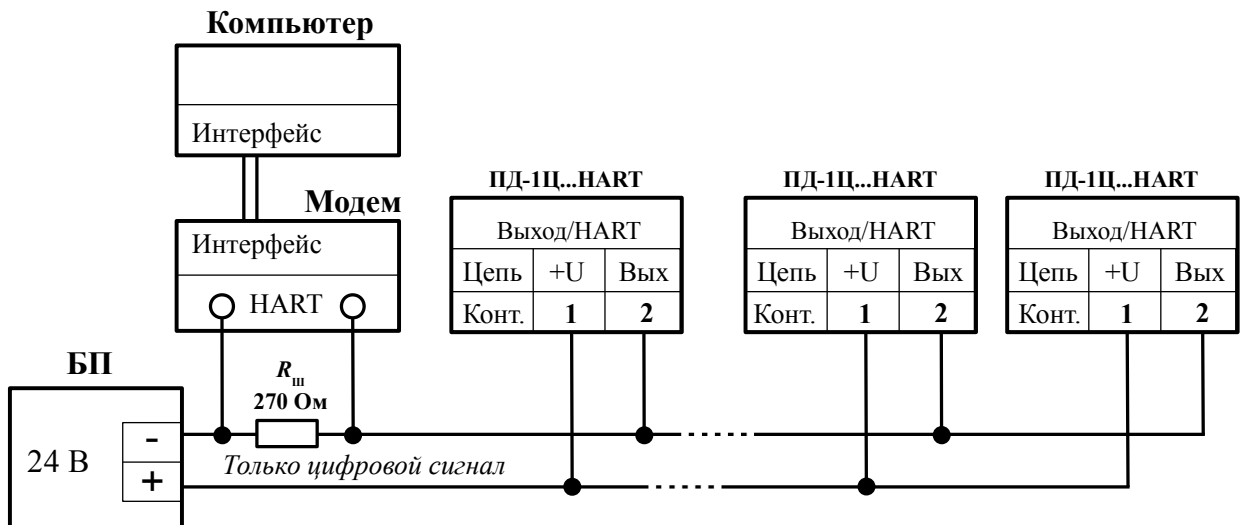 Компьютер
Интерфейс
Модем
Интерфейс
HART
ПД-1Ц...HART
Выход/HART
Цепь +U Вых
Конт. 1 2
ПД-1Ц...HART
Выход/HART
Цепь +U Вых
Конт. 1 2
ПД-1Ц...HART
Выход/HART
Цепь +U Вых
Конт. 1 2
БП
24 В
-
+
Rш
270 Ом
Только цифровой сигнал